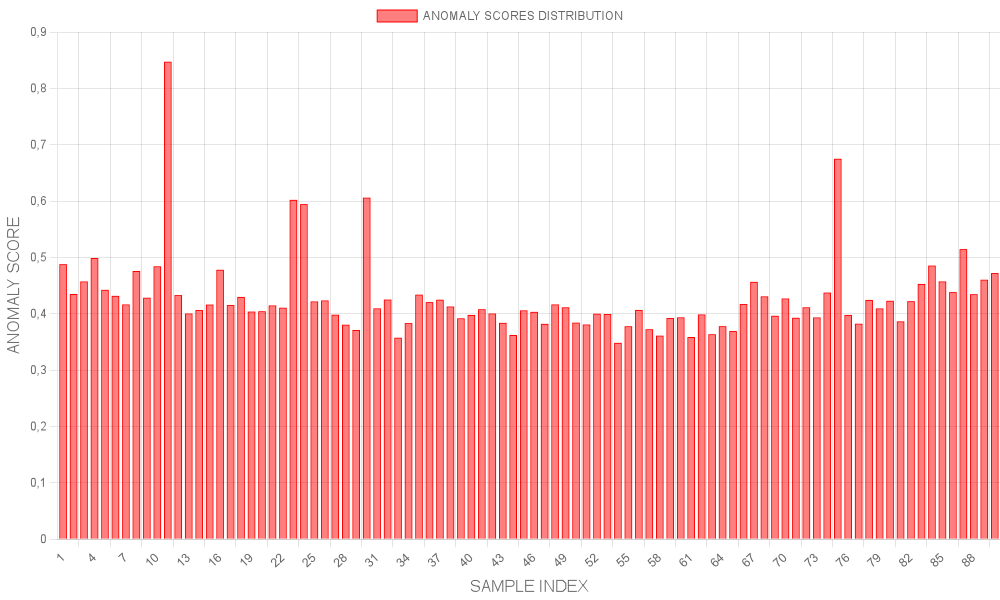 ANOMALY SCORES DISTRIBUTION
0,9
0,8
0,7
0,6
0,5
0,4
0,3
0,2
0,1
0
ANOMALY SCORE
1 4 7 10 13 16 19 22 25 28 31 34 37 40 43 46 49 52 55 58 61 64 67 70 73 76 79 82 85 88
SAMPLE INDEX